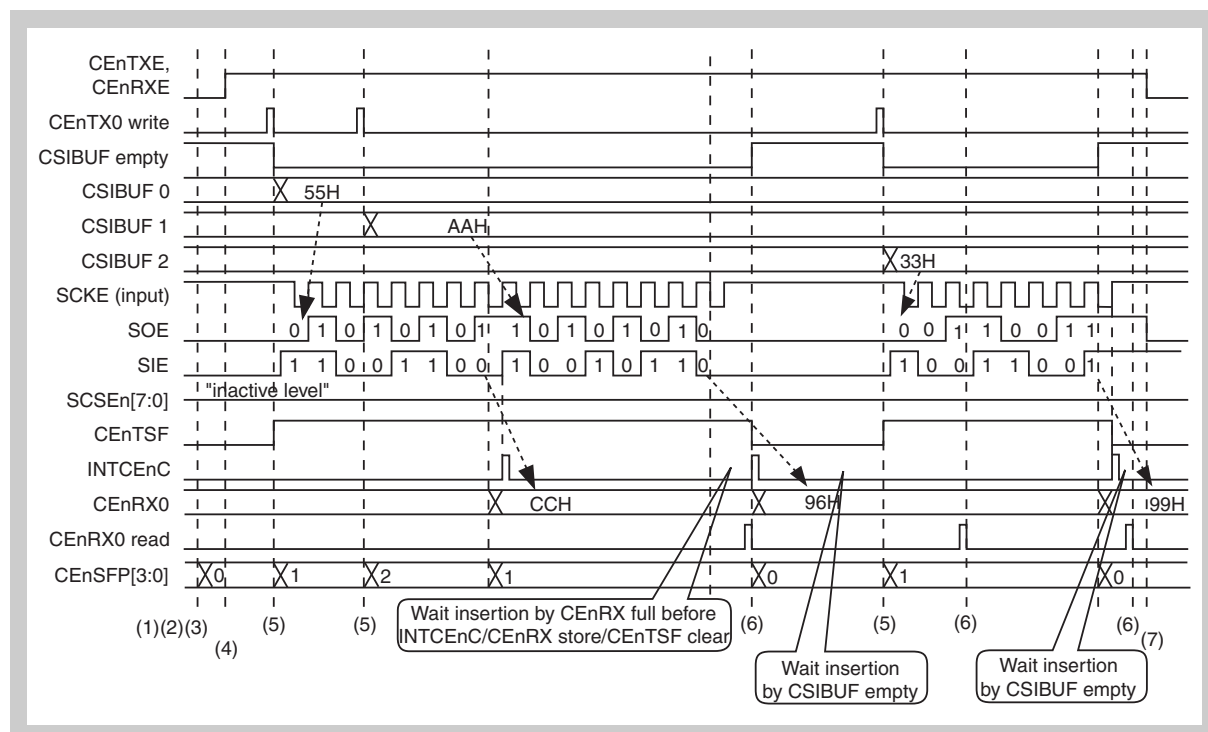 CEnTXE,
CEnRXE
CEnTX0 write
CSIBUF empty
CSIBUF 0 55H
CSIBUF 1 AAH
CSIBUF 2 33H
SCKE (input)
SOE 0 1 0 1 0 1 0 1 1 0 1 0 1 0 1 0 0 0 1 1 0 0 1 1
SIE 1 1 0 0 1 1 0 0 1 0 0 1 0 1 1 0 1 0 0 1 1 0 0 1
"inactive level"
SCSEn[7:0]
CEnTSF
INTCEnC
CEnRX0 CCH 96H 99H
CEnRX0 read
CEnSFP[3:0] 0 1 2 1 0 1 0
Wait insertion by CEnRX full before
INTCEnC/CEnRX store/CEnTSF clear
(1)(2)(3) (5) (5) (6) (5) (6) (6)
(4) (7)
Wait insertion
by CSIBUF empty
Wait insertion
by CSIBUF empty